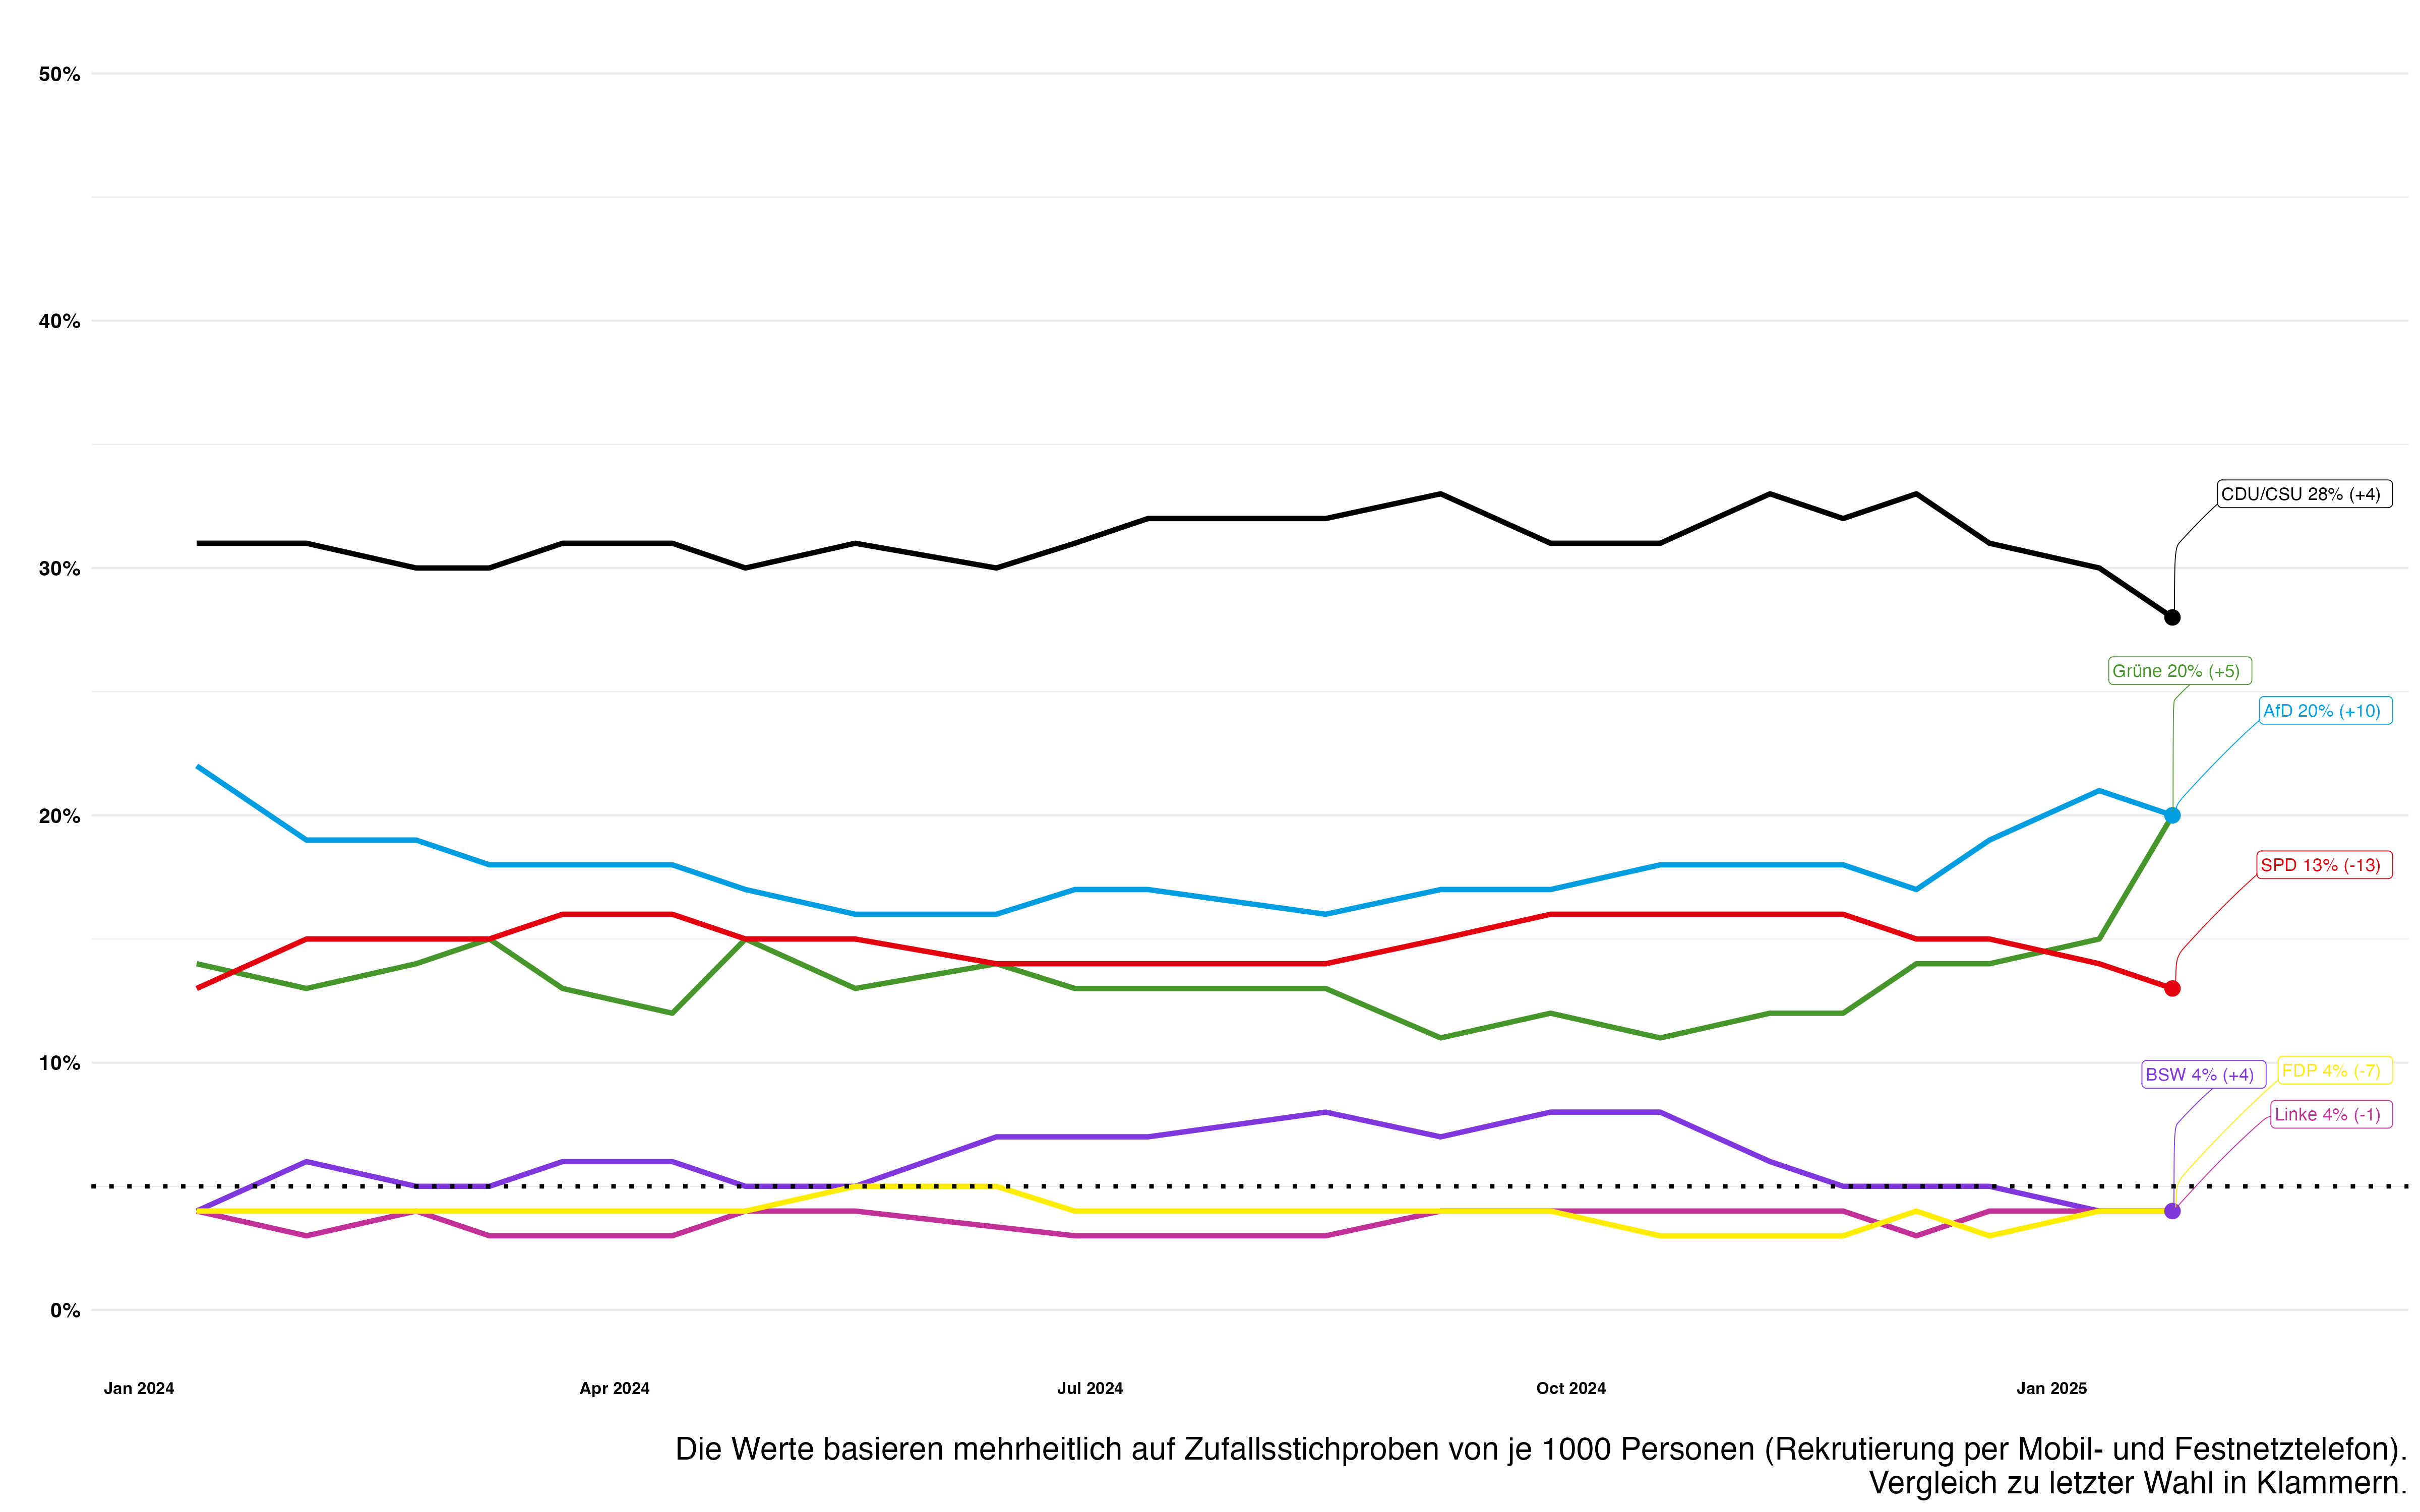 50%
40%
30%
20%
10%
0%
CDU/CSU 28% (+4)
Grüne 20% (+5)
AfD 20% (+10)
SPD 13% (-13)
BSW 4% (+4)
FDP 4% (-7)
Linke 4% (-1)
Jan 2024
Apr 2024
Jul 2024
Oct 2024
Jan 2025
Die Werte basieren mehrheitlich auf Zufallsstichproben von je 1000 Personen (Rekrutierung per Mobil- und Festnetztelefon).
Vergleich zu letzter Wahl in Klammern.